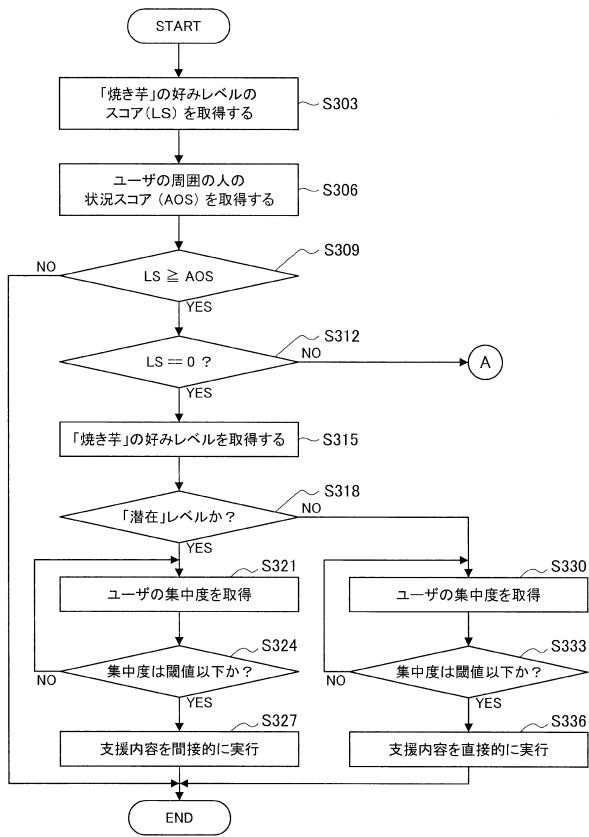 START
「焼き芋」の好みレベルの
スコア(LS) を取得する
S303
ユーザの周囲の人の
状況スコア (AOS) を取得する
S306
S309
NO
LS ≧ AOS
YES
S312
LS == 0 ?
NO
A
YES
「焼き芋」の好みレベルを取得する
S315
S318
「潜在」レベルか?
NO
YES
S321
ユーザの集中度を取得
S330
ユーザの集中度を取得
S324
集中度は閾値以下か?
NO
YES
S333
集中度は閾値以下か?
NO
YES
S327
支援内容を間接的に実行
S336
支援内容を直接的に実行
END